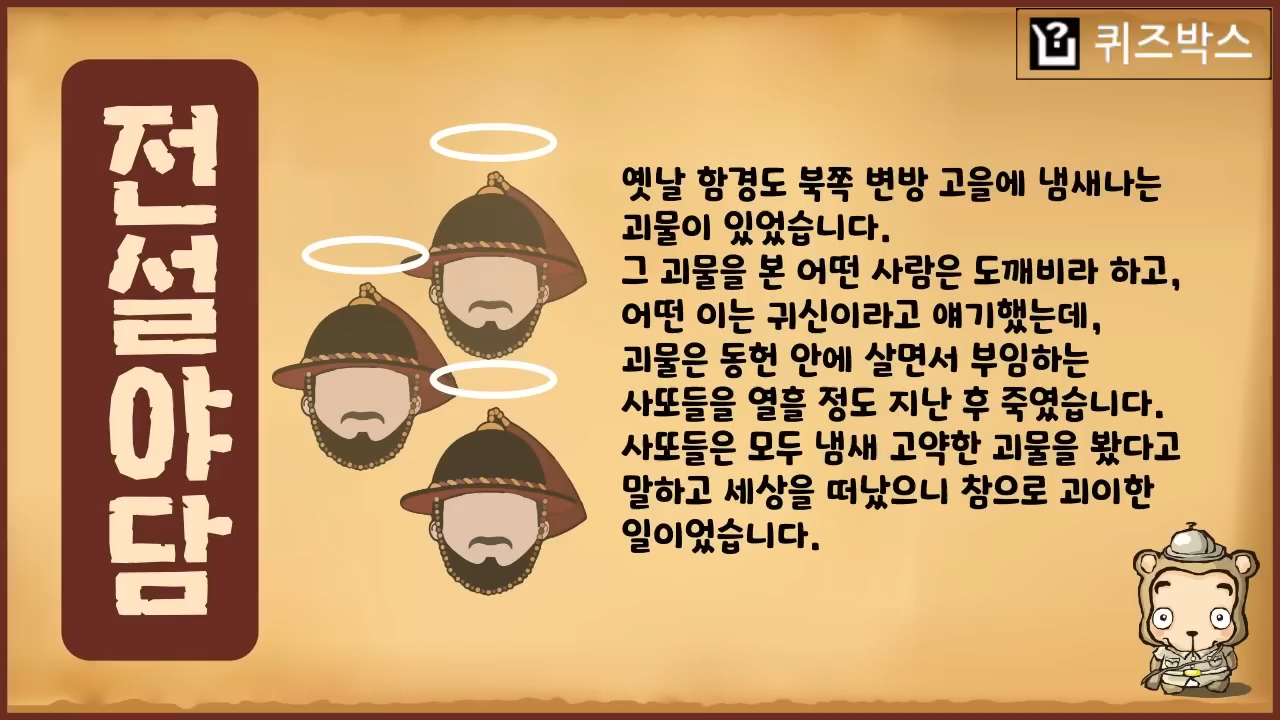 퀴즈박스
전설야담
옛날 함경도 북쪽 변방 고을에 냄새나는
괴물이 있었습니다.
그 괴물을 본 어떤 사람은 도깨비라 하고,
어떤 이는 귀신이라고 얘기했는데,
괴물은 동헌 안에 살면서 부임하는
사또들을 열흘 정도 지난 후 죽였습니다.
사또들은 모두 냄새 고약한 괴물을 봤다고
말하고 세상을 떠났으니 참으로 괴이한
일이었습니다.